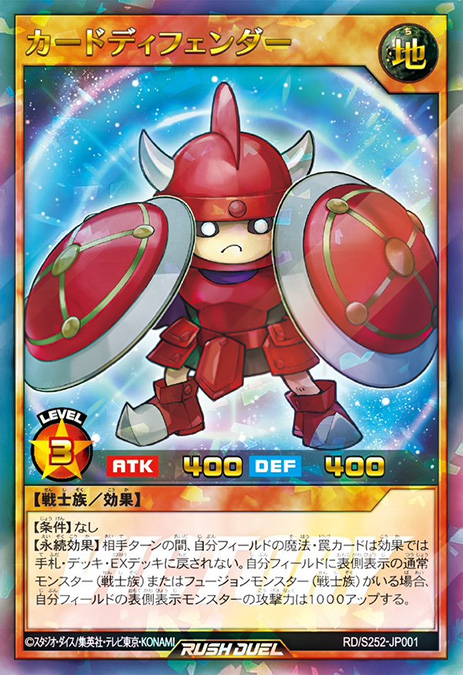 カードディフェンダー
地
LEVEL
3
ATK 400 DEF 400
【戦士族/効果】
【条件】なし
【永続効果】相手ターンの間、自分フィールドの魔法・罠カードは効果では
手札・デッキ・EXデッキに戻されない。自分フィールドに表側表示の通常
モンスター(戦士族)またはフュージョンモンスター(戦士族)がいる場合、
自分フィールドの表側表示モンスターの攻撃力は1000アップする。
©スタジオ・ダイス/集英社・テレビ東京・KONAMI
RUSH DUEL
RD/S252-JP001